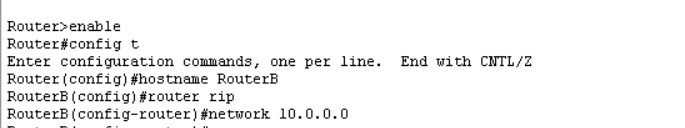 Router>enable
Router#config t
Enter configuration commands, one per line.  End with CNTL/Z
Router(config)#hostname RouterB
RouterB(config)#router rip
RouterB(config-router)#network 10.0.0.0